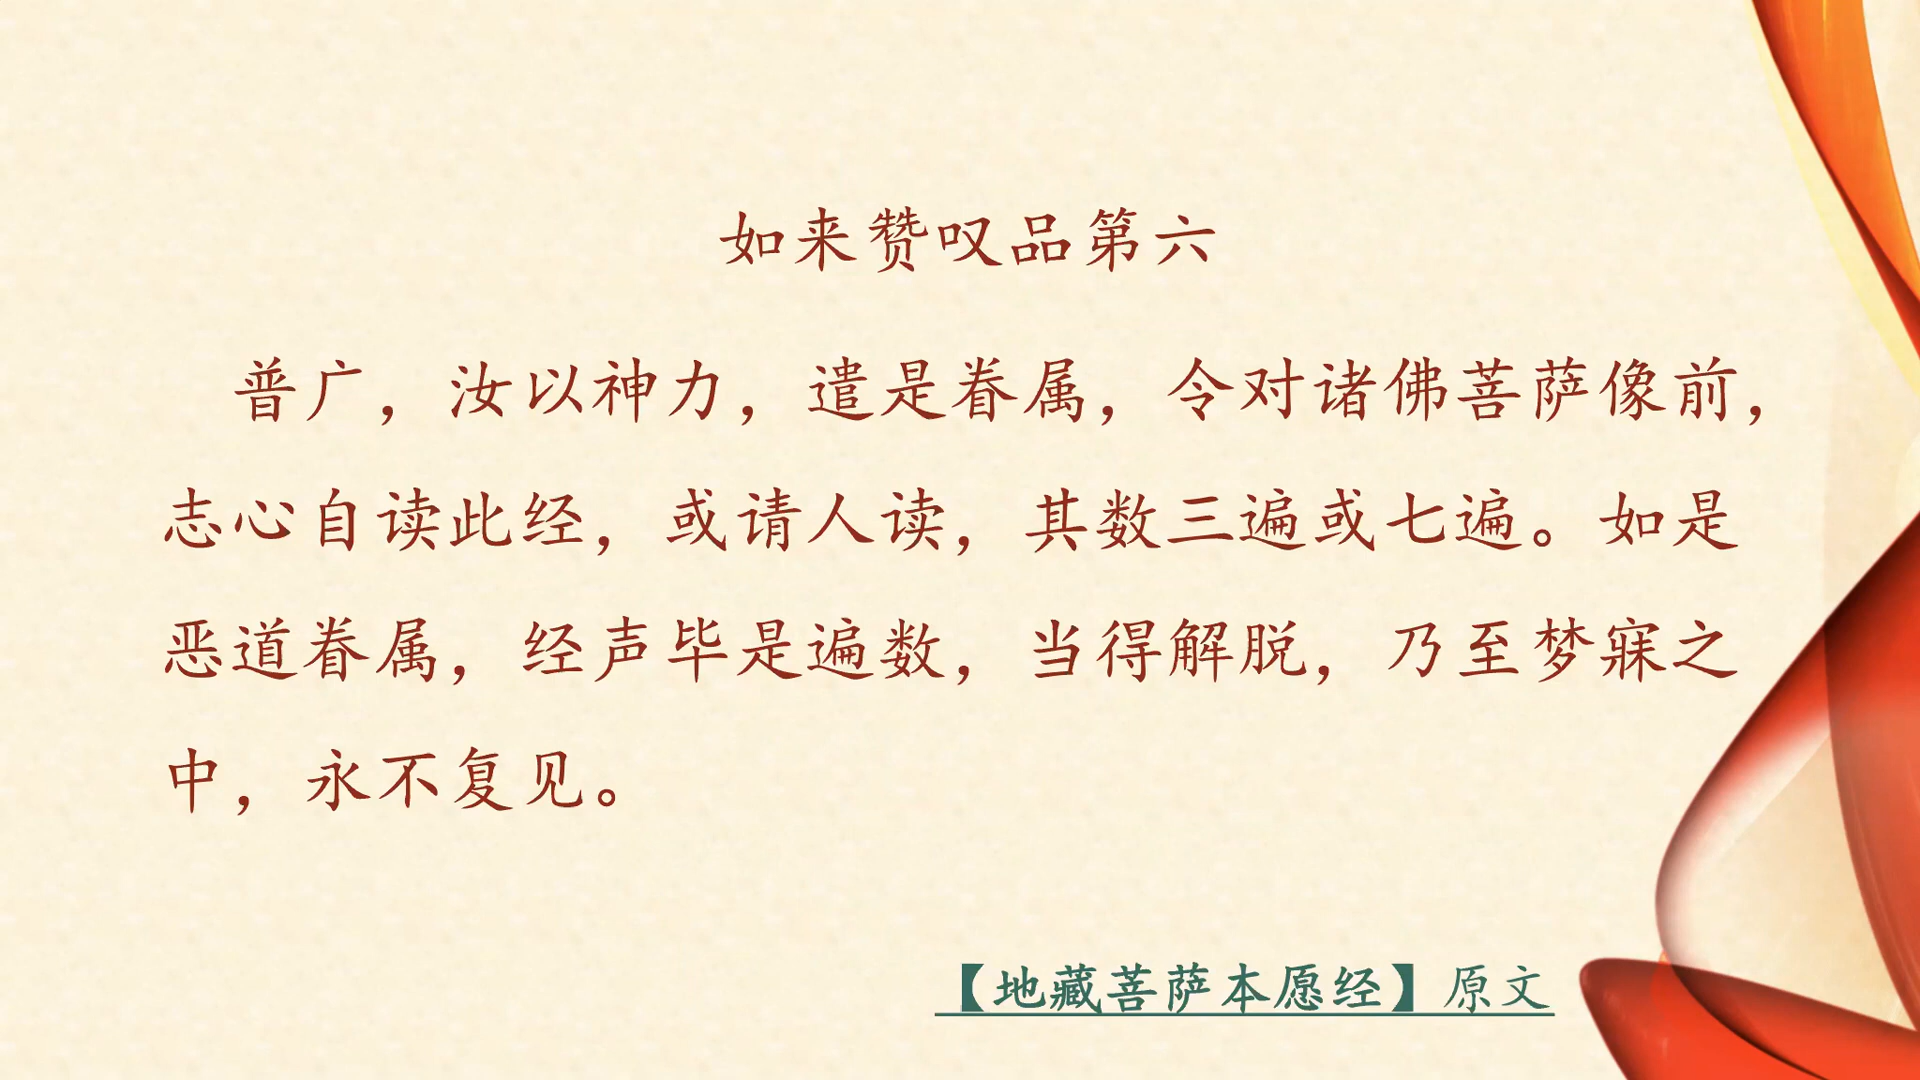 如来赞叹品第六
普广，汝以神力，遣是眷属，令对诸佛菩萨像前，
志心自读此经，或请人读，其数三遍或七遍。如是
恶道眷属，经声毕是遍数，当得解脱，乃至梦寐之
中，永不复见。
【地藏菩萨本愿经】原文